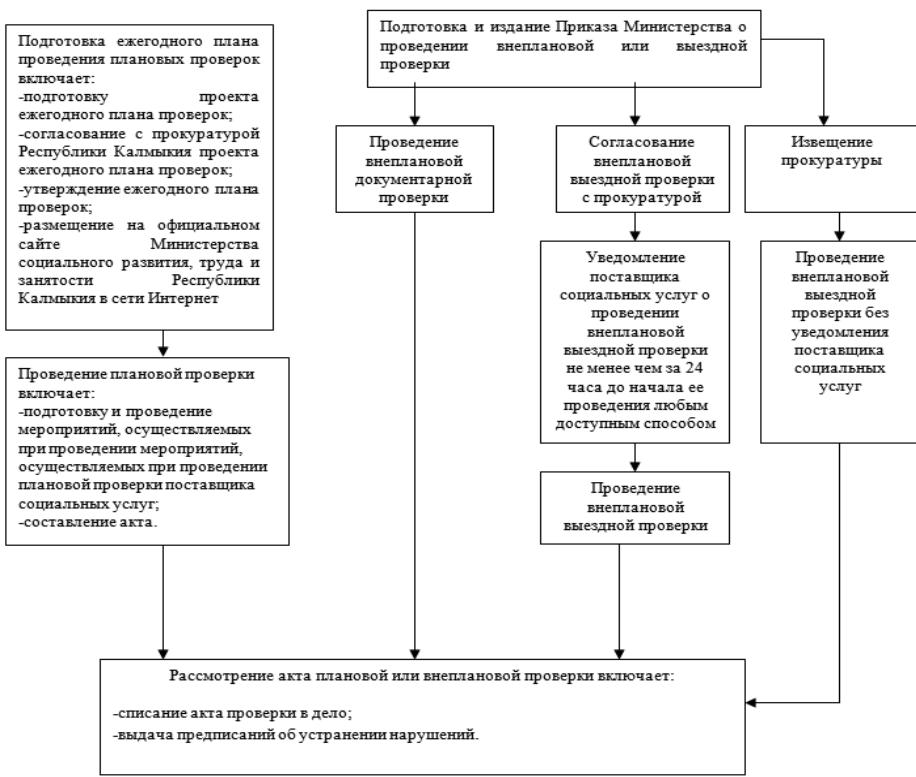 Подготовка ежегодного плана
проведения плановых проверок
включает:
-подготовку проекта
ежегодного плана проверок;
-согласование с прокуратурой
Республики Калмыкия проекта
ежегодного плана проверок;
-утверждение ежегодного плана
проверок;
-размещение на официальном
сайте Министерства
социального развития, труда и
занятости Республики
Калмыкия в сети Интернет
Проведение плановой проверки
включает:
-подготовку и проведение
мероприятий, осуществляемых
при проведении мероприятий,
осуществляемых при проведении
плановой проверки поставщика
социальных услуг;
-составление акта.
Подготовка и издание Приказа Министерства о
проведении внеплановой или выездной
проверки
Проведение
внеплановой
документарной
проверки
Согласование
внеплановой
выездной проверки
с прокуратурой
Уведомление
поставщика
социальных услуг о
проведении
внеплановой
выездной проверки
не менее чем за 24
часа до начала ее
проведения любым
доступным способом
Проведение
внеплановой
выездной проверки
Извещение
прокуратуры
Проведение
внеплановой
выездной
проверки без
уведомления
поставщика
социальных
услуг
Рассмотрение акта плановой или внеплановой проверки включает:
-списание акта проверки в дело;
-выдача предписаний об устранении нарушений.